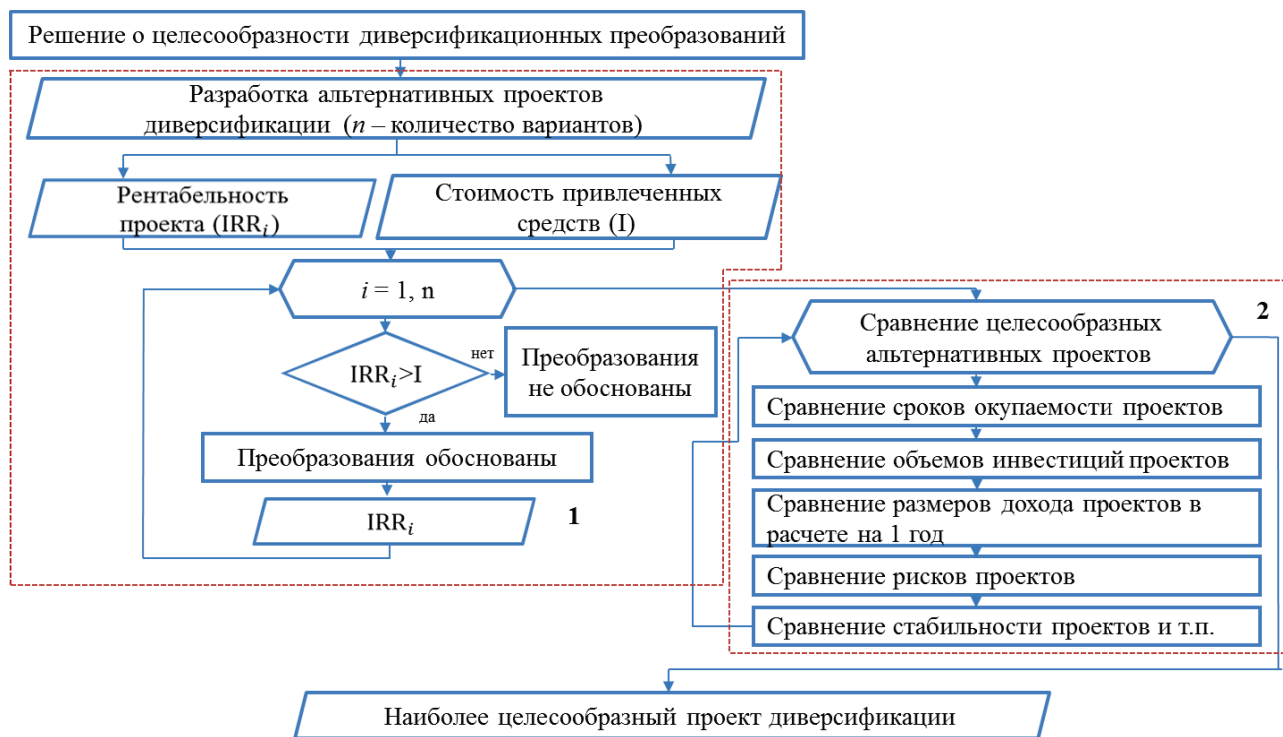 Решение о целесообразности диверсификационных преобразований
Разработка альтернативных проектов
диверсификации (n – количество вариантов)
Рентабельность
проекта (IRRᵢ)
Стоимость привлеченных
средств (I)
i = 1, n
IRRᵢ>I
нет
Преобразования
не обоснованы
да
Преобразования обоснованы
IRRᵢ
1
2
Сравнение целесообразных
альтернативных проектов
Сравнение сроков окупаемости проектов
Сравнение объемов инвестиций проектов
Сравнение размеров дохода проектов в
расчете на 1 год
Сравнение рисков проектов
Сравнение стабильности проектов и т.п.
Наиболее целесообразный проект диверсификации